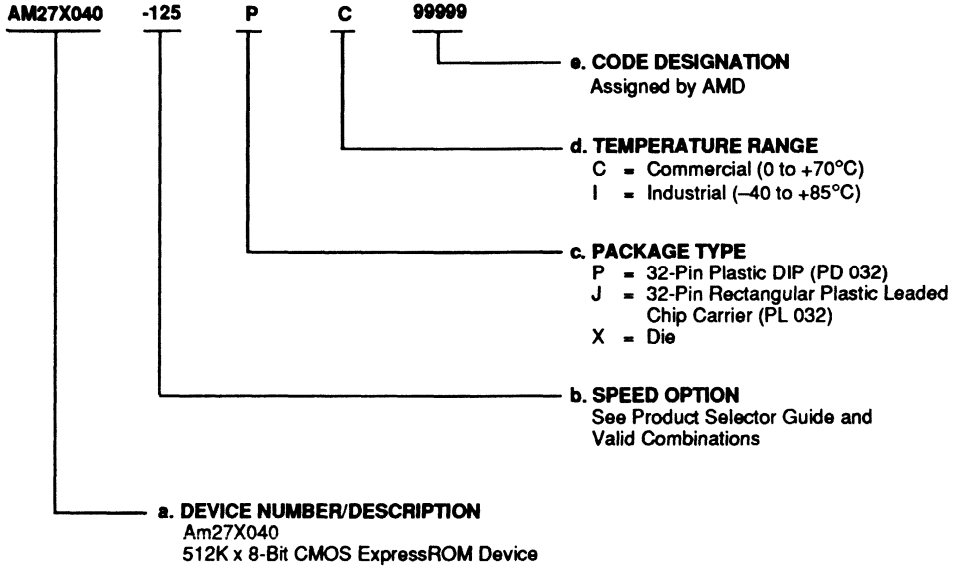 AM27X040 -125 P C 99999
e. CODE DESIGNATION
Assigned by AMD
d. TEMPERATURE RANGE
C = Commercial (0 to +70°C)
I = Industrial (–40 to +85°C)
c. PACKAGE TYPE
P = 32-Pin Plastic DIP (PD 032)
J = 32-Pin Rectangular Plastic Leaded
Chip Carrier (PL 032)
X = Die
b. SPEED OPTION
See Product Selector Guide and
Valid Combinations
a. DEVICE NUMBER/DESCRIPTION
Am27X040
512K x 8-Bit CMOS ExpressROM Device